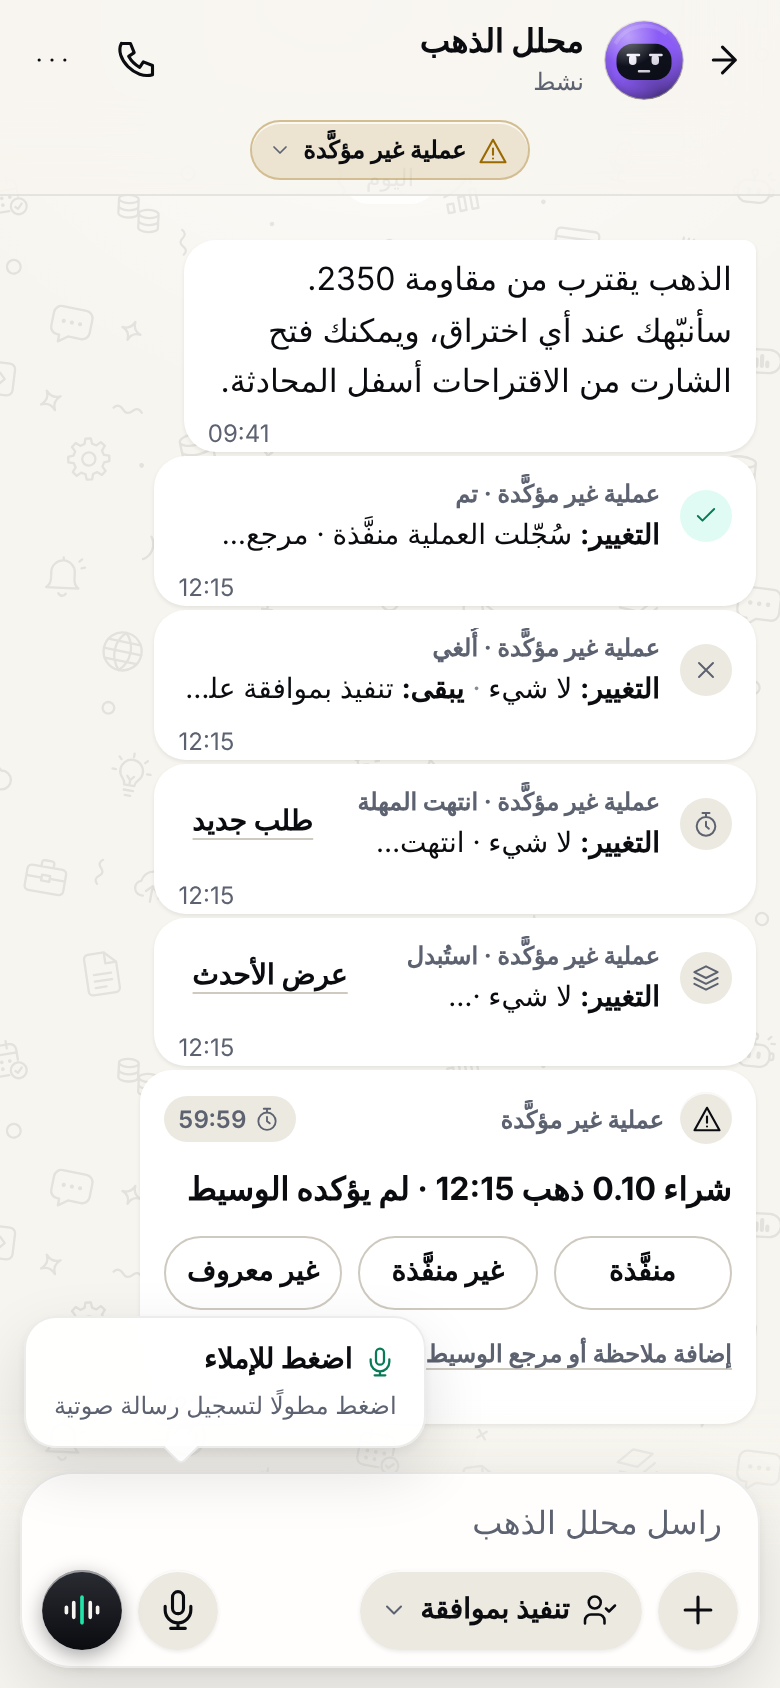 محلل الذهب
نشط
عملية غير مؤكَّدة
اليوم
الذهب يقترب من مقاومة 2350.
سأنبّهك عند أي اختراق، ويمكنك فتح
الشارت من الاقتراحات أسفل المحادثة.
09:41
عملية غير مؤكَّدة · تم
التغيير: سُجّلت العملية منفَّذة · مرجع...
12:15
عملية غير مؤكَّدة · أُلغي
التغيير: لا شيء · يبقى: تنفيذ بموافقة علـ...
12:15
عملية غير مؤكَّدة · انتهت المهلة
التغيير: لا شيء · انتهت...
طلب جديد
12:15
عملية غير مؤكَّدة · استُبدل
التغيير: لا شيء ·...
عرض الأحدث
12:15
عملية غير مؤكَّدة
59:59
شراء 0.10 ذهب 12:15 · لم يؤكده الوسيط
منفَّذة
غير منفَّذة
غير معروف
إضافة ملاحظة أو مرجع الوسيط
اضغط للإملاء
اضغط مطولًا لتسجيل رسالة صوتية
راسل محلل الذهب
تنفيذ بموافقة